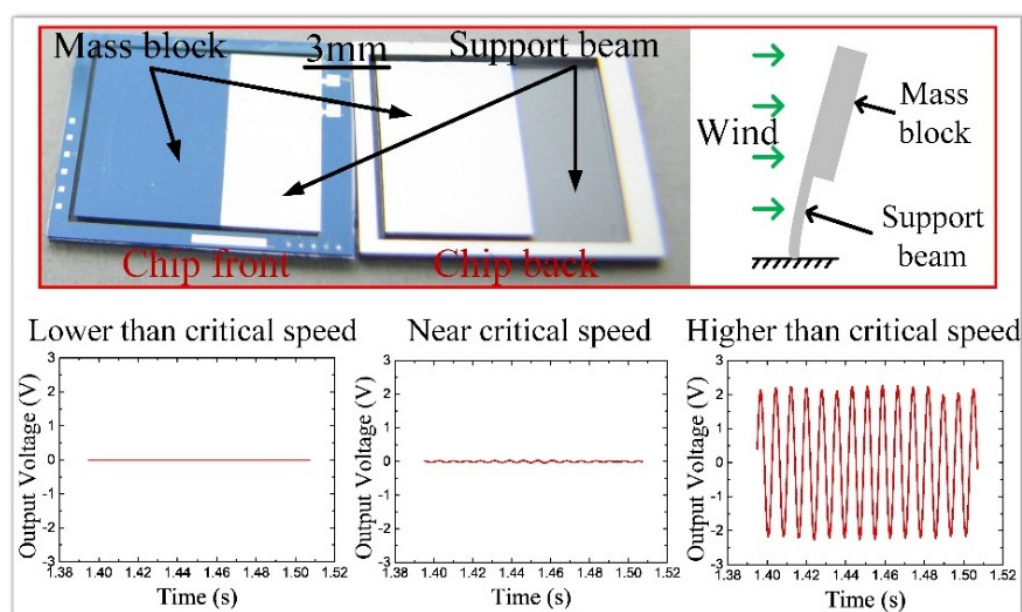 Mass block
3mm
Support beam
Chip front
Chip back
Wind
Mass
block
Support
beam
Lower than critical speed
Output Voltage (V)
3
2
1
0
-1
-2
-3
1.38 1.40 1.42 1.44 1.46 1.48 1.50 1.52
Time (s)
Near critical speed
Output Voltage (V)
3
2
1
0
-1
-2
-3
1.38 1.40 1.42 1.44 1.46 1.48 1.50 1.52
Time (s)
Higher than critical speed
Output Voltage (V)
3
2
1
0
-1
-2
-3
1.38 1.40 1.42 1.44 1.46 1.48 1.50 1.52
Time (s)